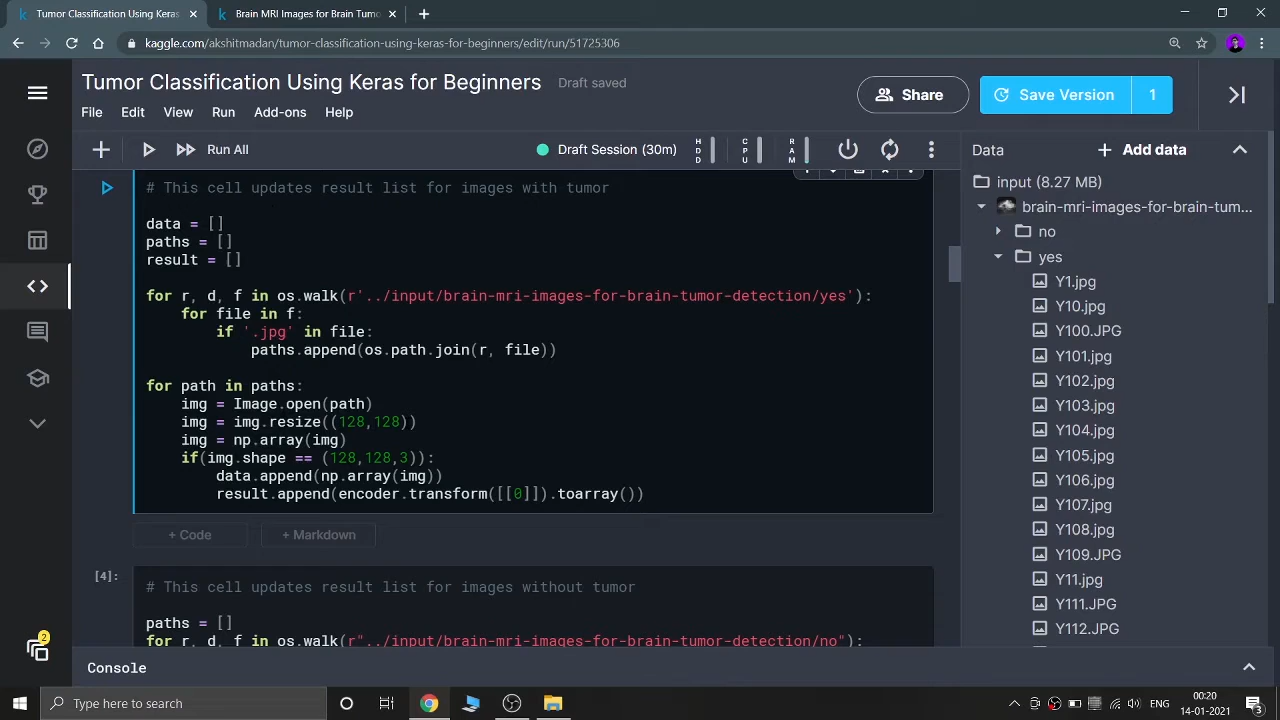 Tumor Classification Using Keras
Brain MRI Images for Brain Tumo
kaggle.com/akshitmadan/tumor-classification-using-keras-for-beginners/edit/run/51725306
Tumor Classification Using Keras for Beginners
Draft saved
Share
Save Version
1
File
Edit
View
Run
Add-ons
Help
Run All
Draft Session (30m)
HDD
CPU
RAM
Data
Add data
# This cell updates result list for images with tumor
data = []
paths = []
result = []
for r, d, f in os.walk(r'../input/brain-mri-images-for-brain-tumor-detection/yes'):
for file in f:
if '.jpg' in file:
paths.append(os.path.join(r, file))
for path in paths:
img = Image.open(path)
img = img.resize((128,128))
img = np.array(img)
if(img.shape == (128,128,3)):
data.append(np.array(img))
result.append(encoder.transform([[0]]).toarray())
+ Code
+ Markdown
[4]:
# This cell updates result list for images without tumor
paths = []
for r, d, f in os.walk(r"../input/brain-mri-images-for-brain-tumor-detection/no"):
input (8.27 MB)
brain-mri-images-for-brain-tum...
no
yes
Y1.jpg
Y10.jpg
Y100.JPG
Y101.jpg
Y102.jpg
Y103.jpg
Y104.jpg
Y105.jpg
Y106.jpg
Y107.jpg
Y108.jpg
Y109.JPG
Y11.jpg
Y111.JPG
Y112.JPG
2
Console
Type here to search
ENG
00:20
14-01-2021
3